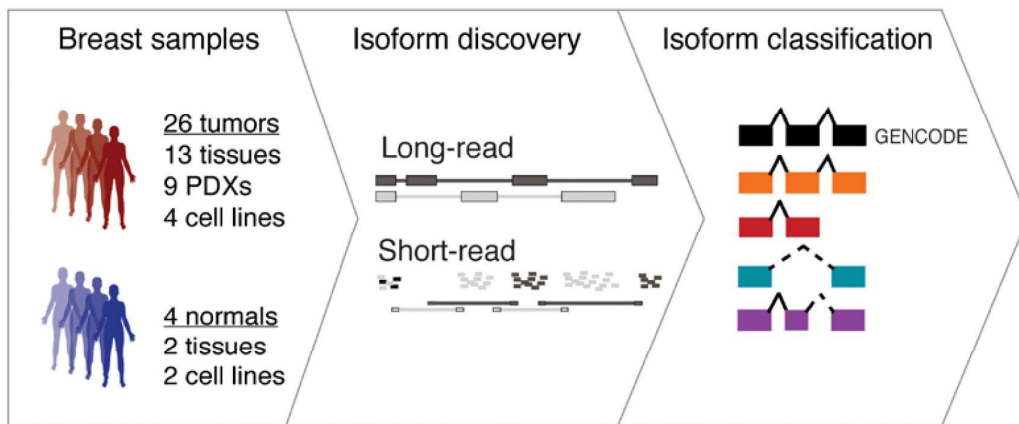 Breast samples
26 tumors
13 tissues
9 PDXs
4 cell lines
4 normals
2 tissues
2 cell lines
Isoform discovery
Long-read
Short-read
Isoform classification
GENCODE